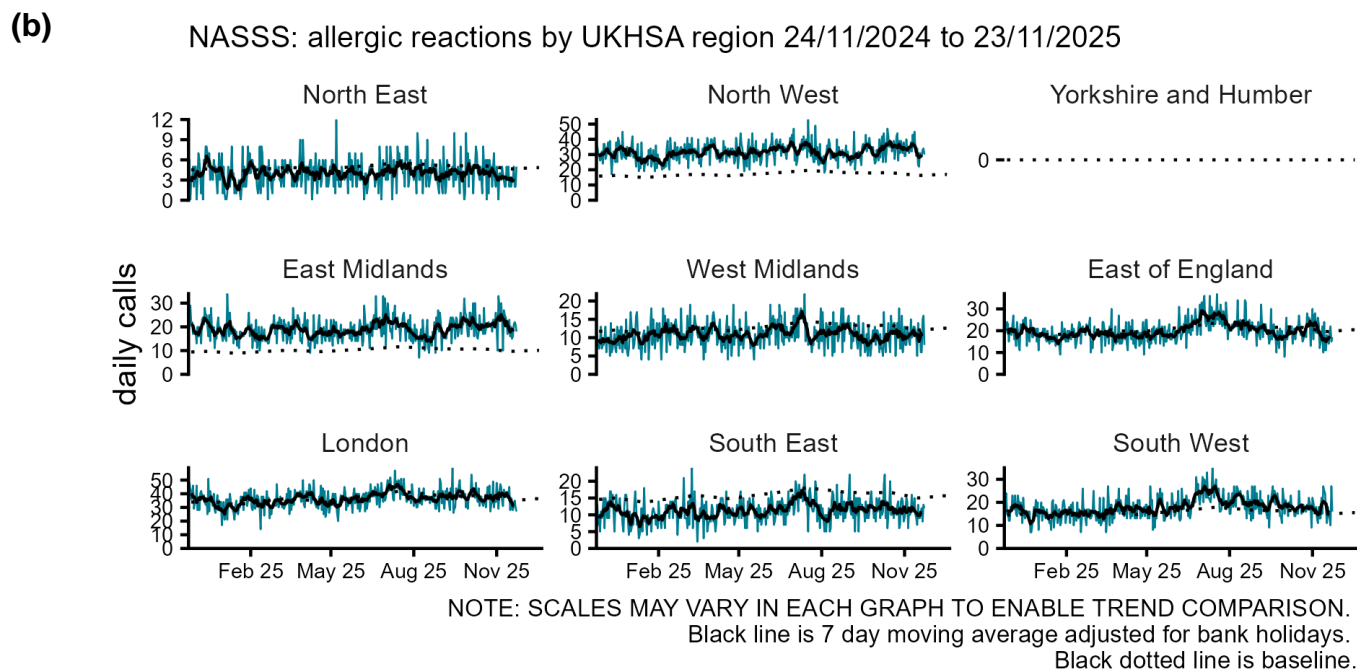 (b)
NASSS: allergic reactions by UKHSA region 24/11/2024 to 23/11/2025
North East
12
9
6
3
0
North West
50
40
30
20
10
0
Yorkshire and Humber
0
daily calls
East Midlands
30
20
10
0
West Midlands
20
15
10
5
0
East of England
30
20
10
0
London
50
40
30
20
10
0
Feb 25 May 25 Aug 25 Nov 25
South East
20
15
10
5
0
Feb 25 May 25 Aug 25 Nov 25
South West
30
20
10
0
Feb 25 May 25 Aug 25 Nov 25
NOTE: SCALES MAY VARY IN EACH GRAPH TO ENABLE TREND COMPARISON.
Black line is 7 day moving average adjusted for bank holidays.
Black dotted line is baseline.